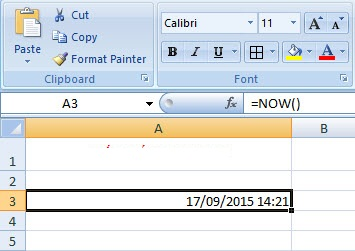 Paste
Cut
Copy
Format Painter
Clipboard
Calibri 11 A A
B I U A
Font
A3 fx =NOW()
A B
1
2
3 17/09/2015 14:21
4
5